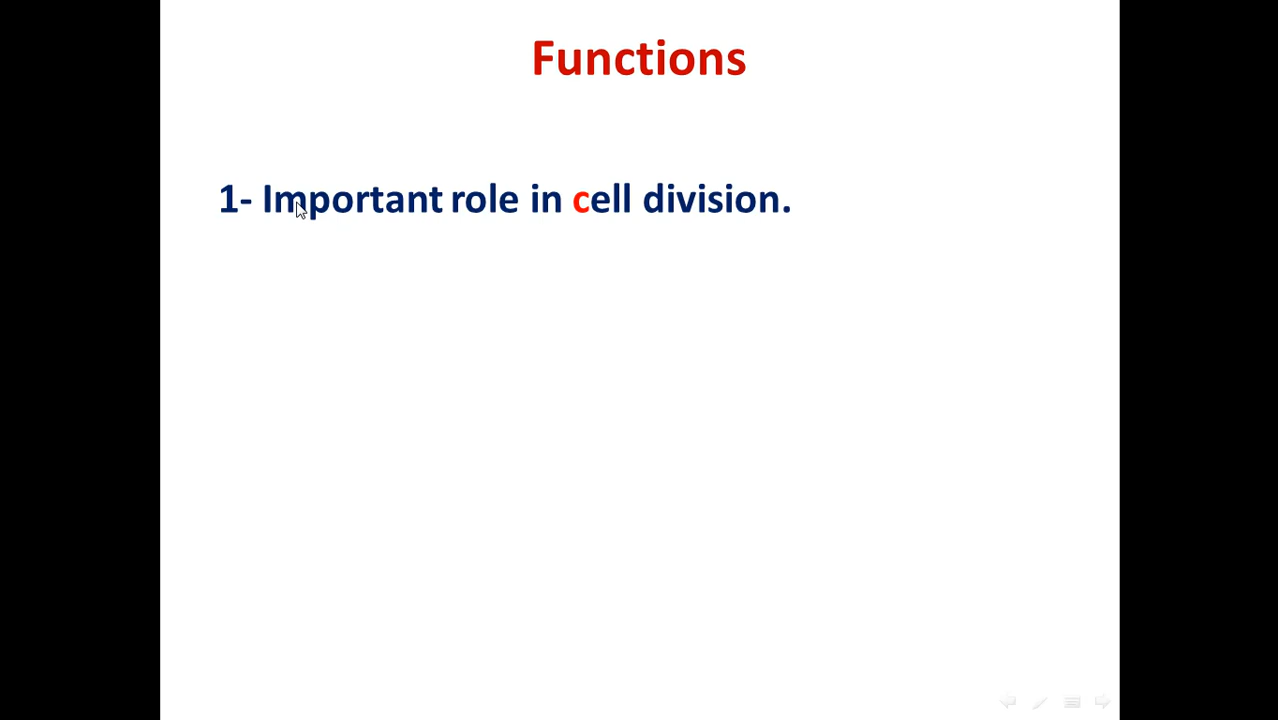 Functions
1- Important role in cell division.